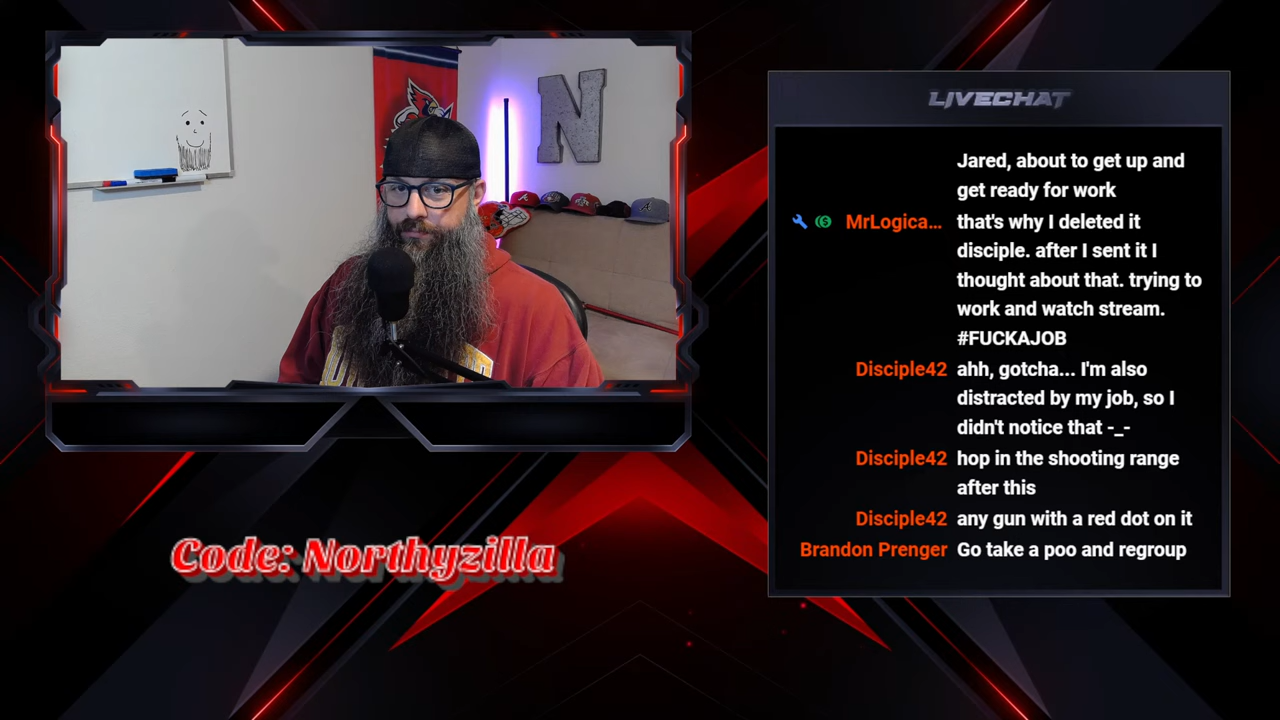 N
LIVECHAT
Jared, about to get up and
get ready for work
MrLogica... that's why I deleted it
disciple. after I sent it I
thought about that. trying to
work and watch stream.
#FUCKAJOB
Disciple42 ahh, gotcha... I'm also
distracted by my job, so I
didn't notice that -_-
Disciple42 hop in the shooting range
after this
Disciple42 any gun with a red dot on it
Brandon Prenger Go take a poo and regroup
Code: Northyzilla